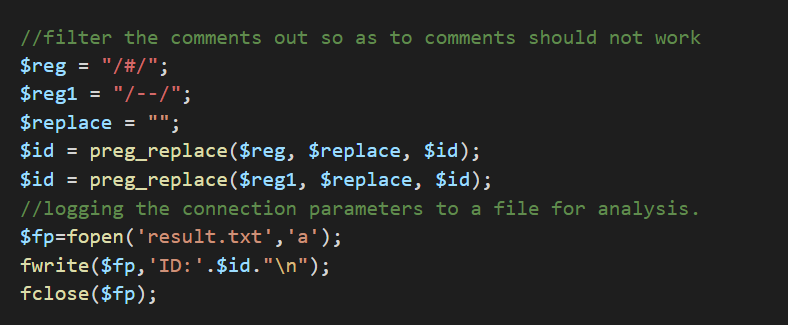 //filter the comments out so as to comments should not work
$reg = "/#/";
$reg1 = "/--/";
$replace = "";
$id = preg_replace($reg, $replace, $id);
$id = preg_replace($reg1, $replace, $id);
//logging the connection parameters to a file for analysis.
$fp=fopen('result.txt','a');
fwrite($fp,'ID:'.$id."\n");
fclose($fp);